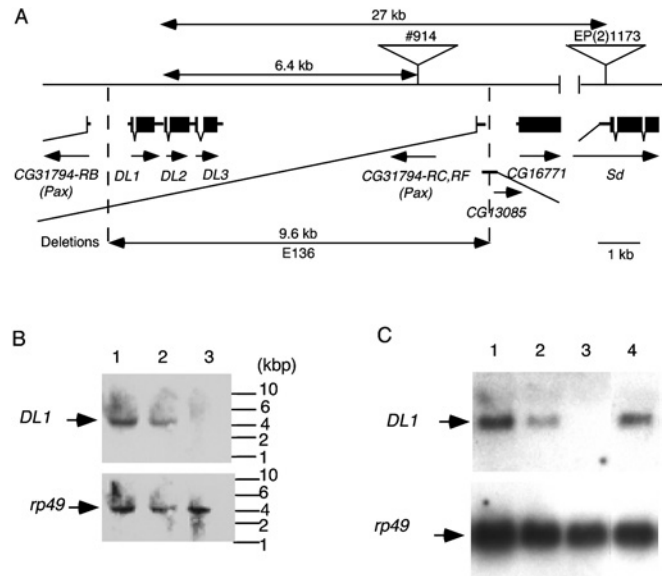 A
27 kb
#914
EP(2)1173
6.4 kb
CG31794-RB
(Pax)
DL1
DL2
DL3
CG31794-RC,RF
(Pax)
CG16771
Sd
CG13085
Deletions
9.6 kb
E136
1 kb
B
1 2 3 (kbp)
DL1
10
6
4
2
1
rp49
10
6
4
2
1
C
1 2 3 4
DL1
rp49